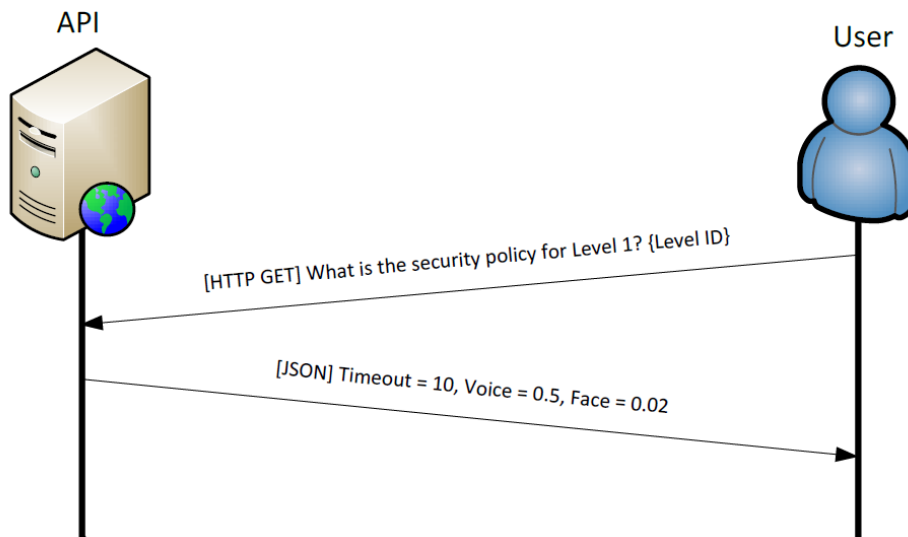 API
User
[HTTP GET] What is the security policy for Level 1? {Level ID}
[JSON] Timeout = 10, Voice = 0.5, Face = 0.02